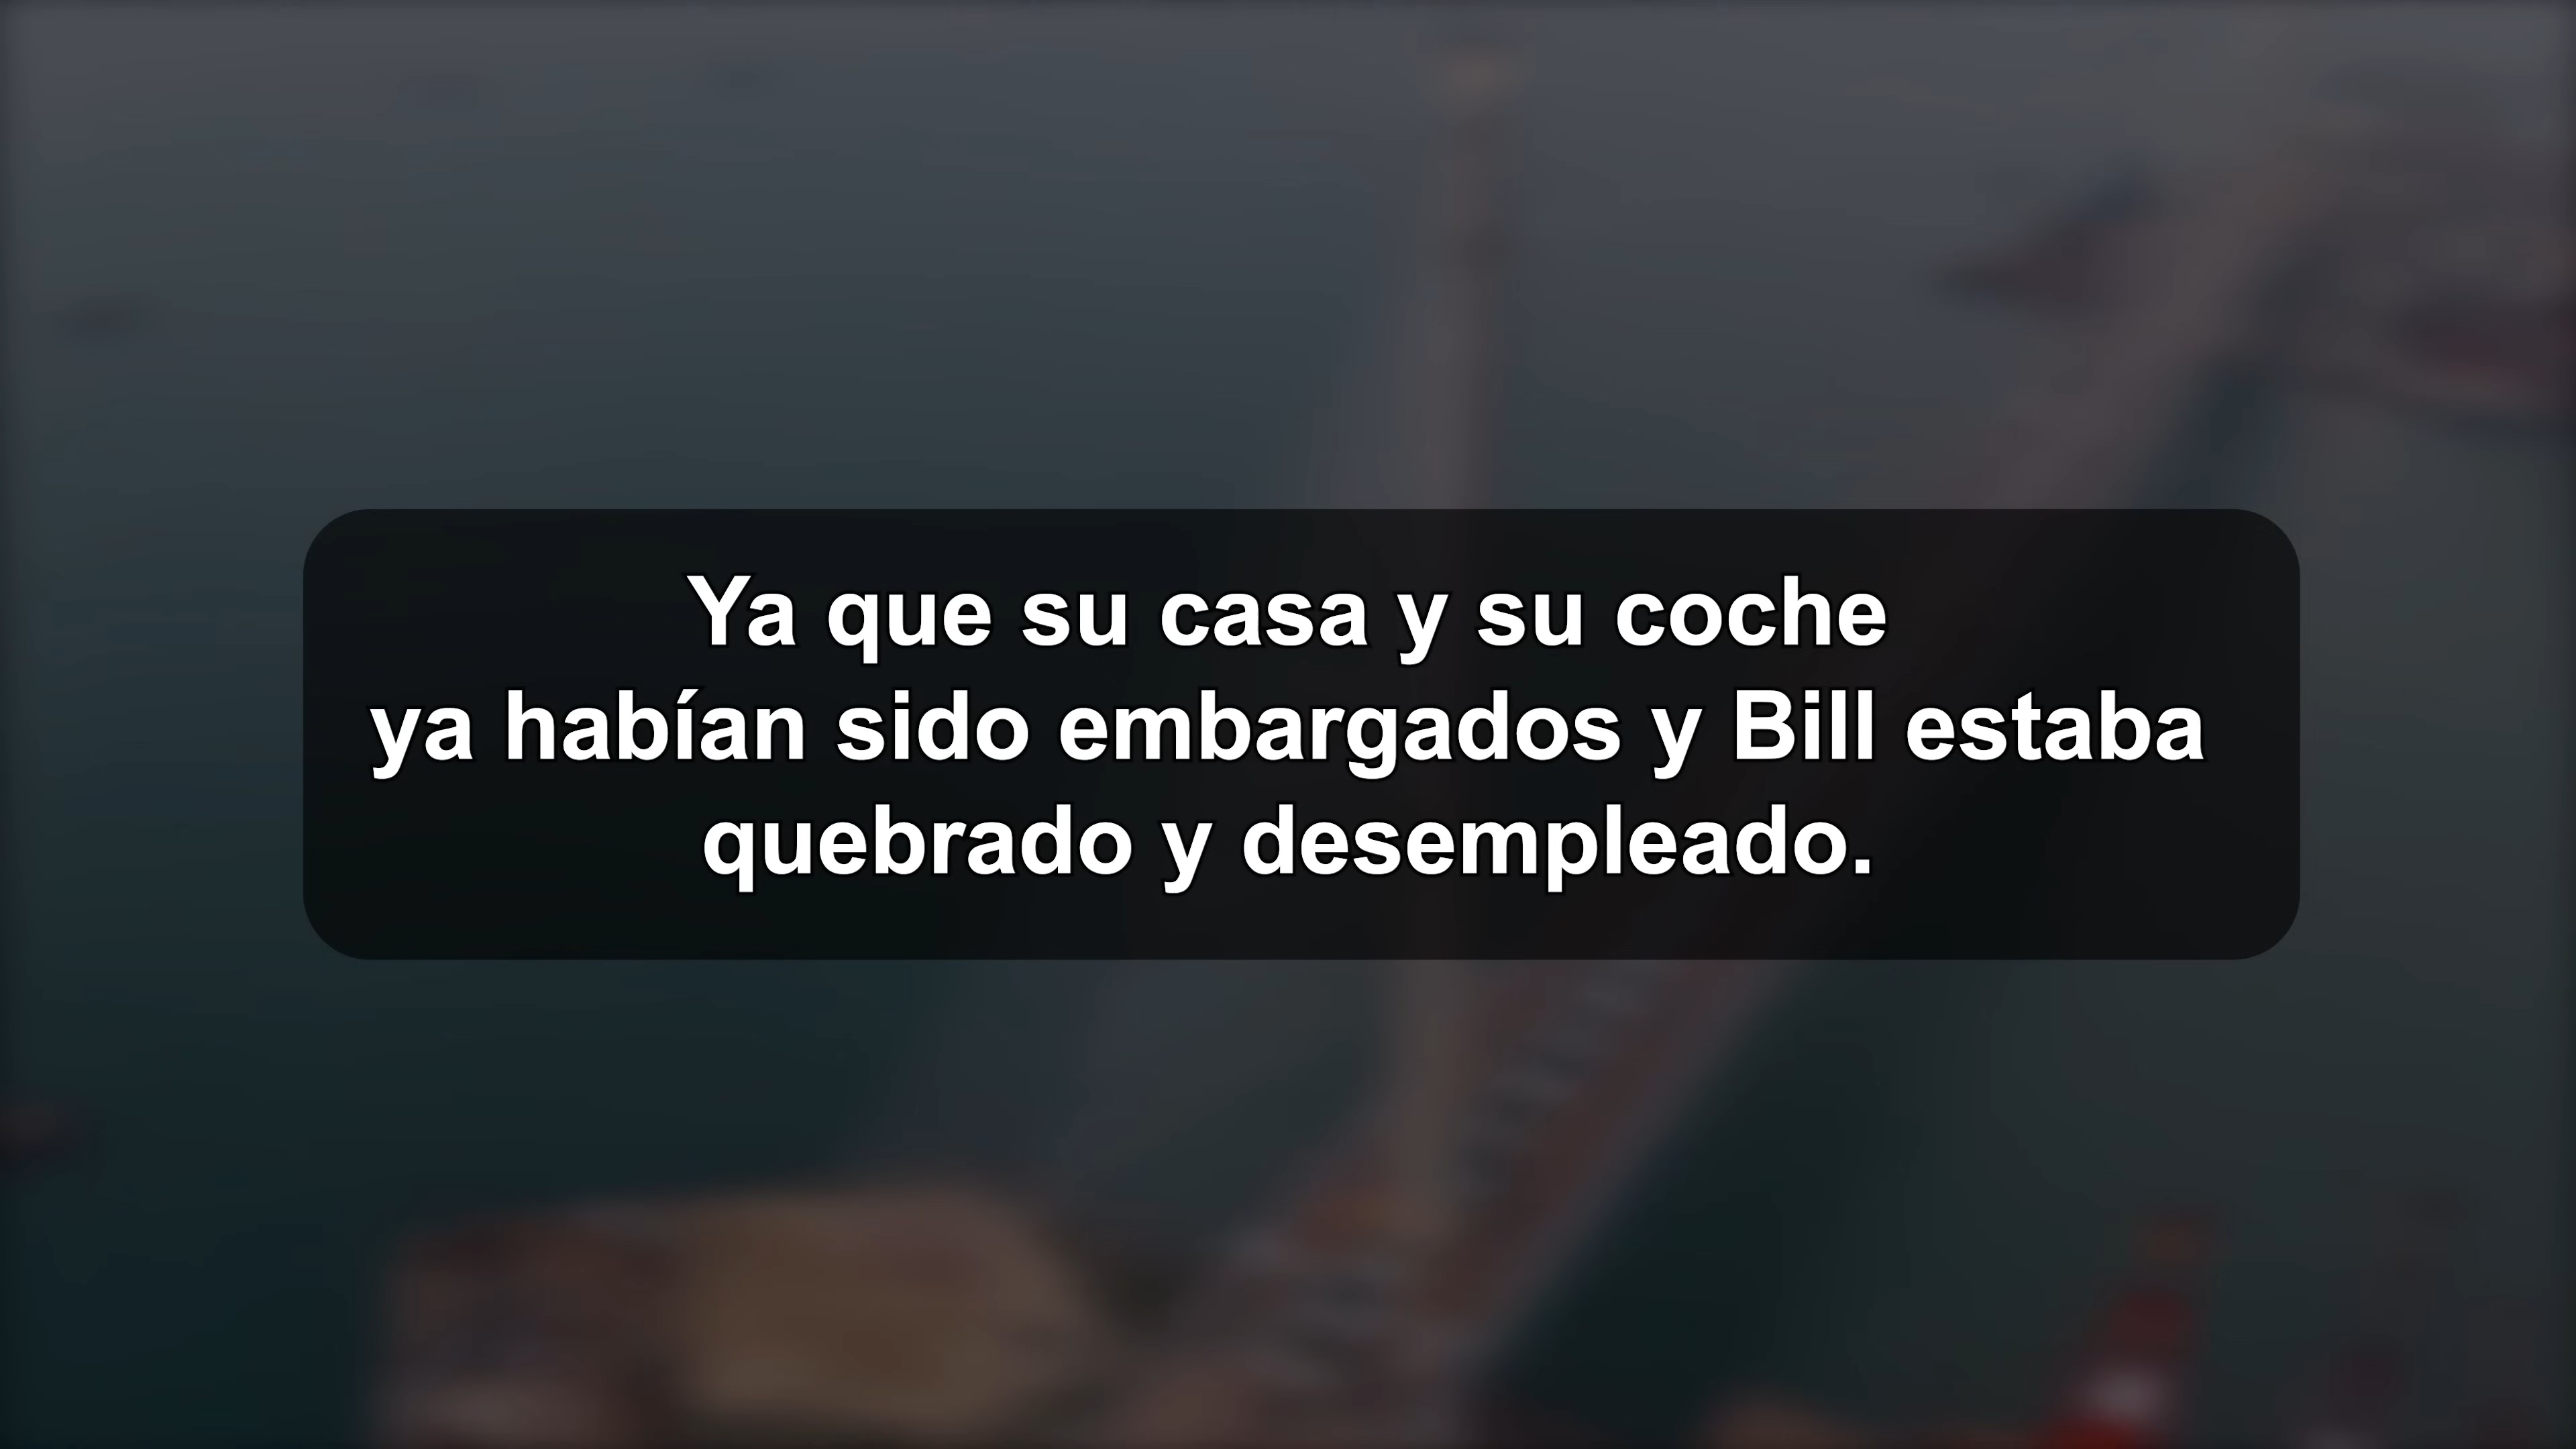 Ya que su casa y su coche
ya habían sido embargados y Bill estaba
quebrado y desempleado.